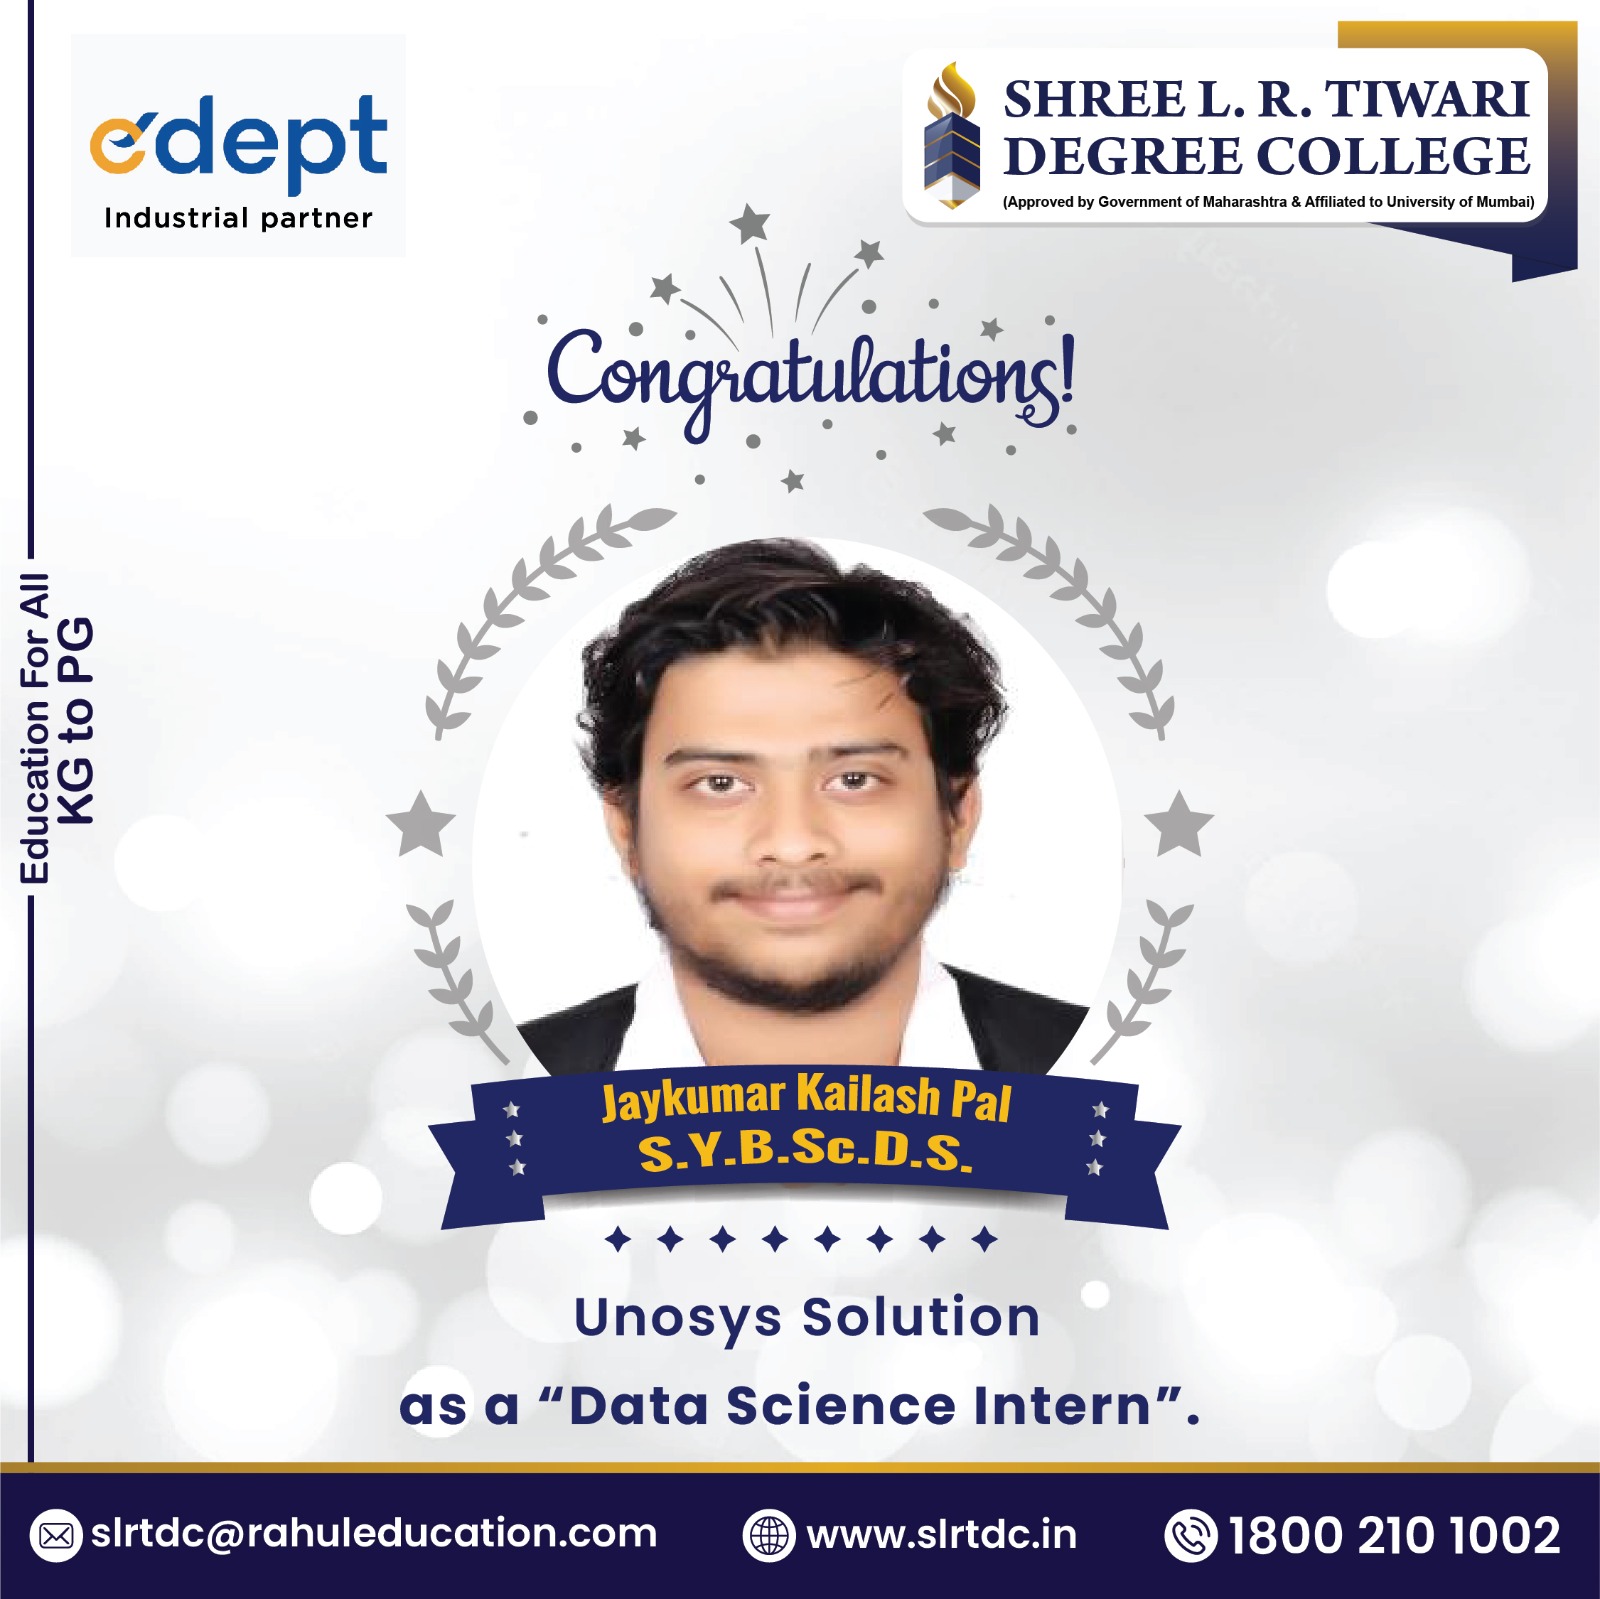 edept
Industrial partner
SHREE L. R. TIWARI
DEGREE COLLEGE
(Approved by Government of Maharashtra & Affiliated to University of Mumbai)
Congratulations!
Education For All
KG to PG
Jaykumar Kailash Pal
S.Y.B.Sc.D.S.
Unosys Solution
as a “Data Science Intern”.
slrtdc@rahuleducation.com
www.slrtdc.in
1800 210 1002